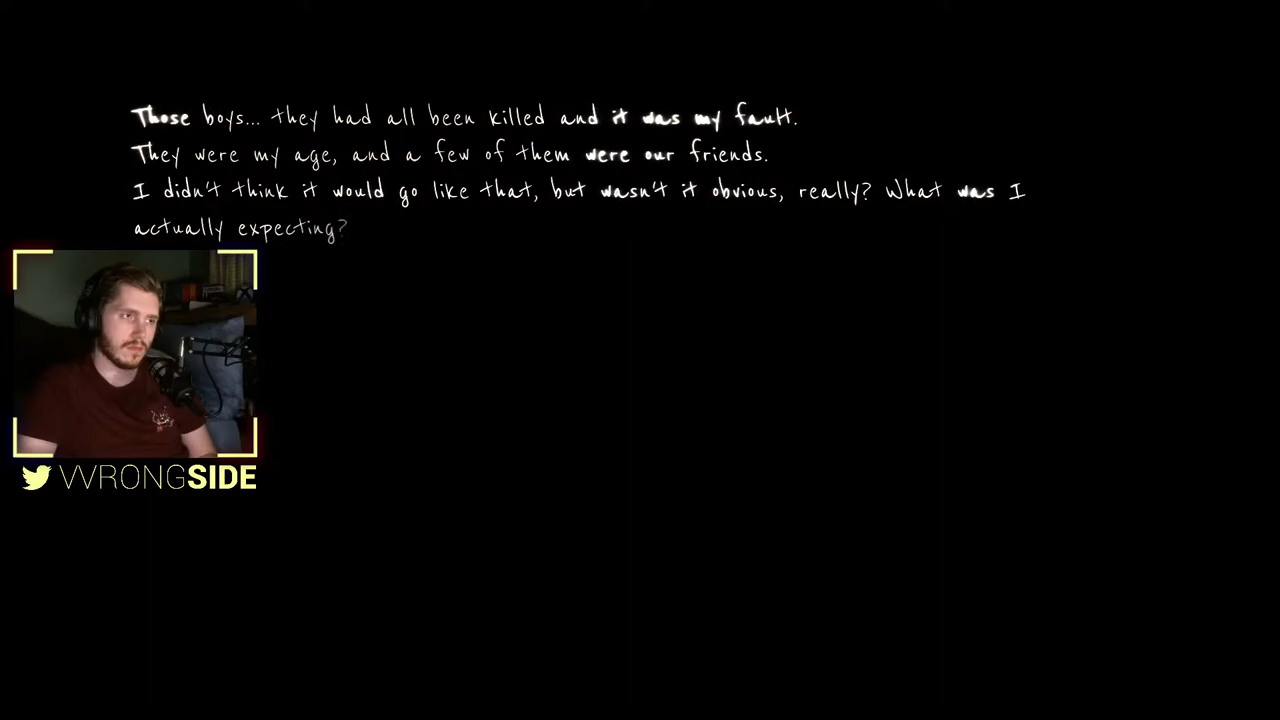 Those boys... they had all been killed and it was my fault.
They were my age, and a few of them were our friends.
I didn't think it would go like that, but wasn't it obvious, really? What was I
actually expecting?
VVRONGSIDE